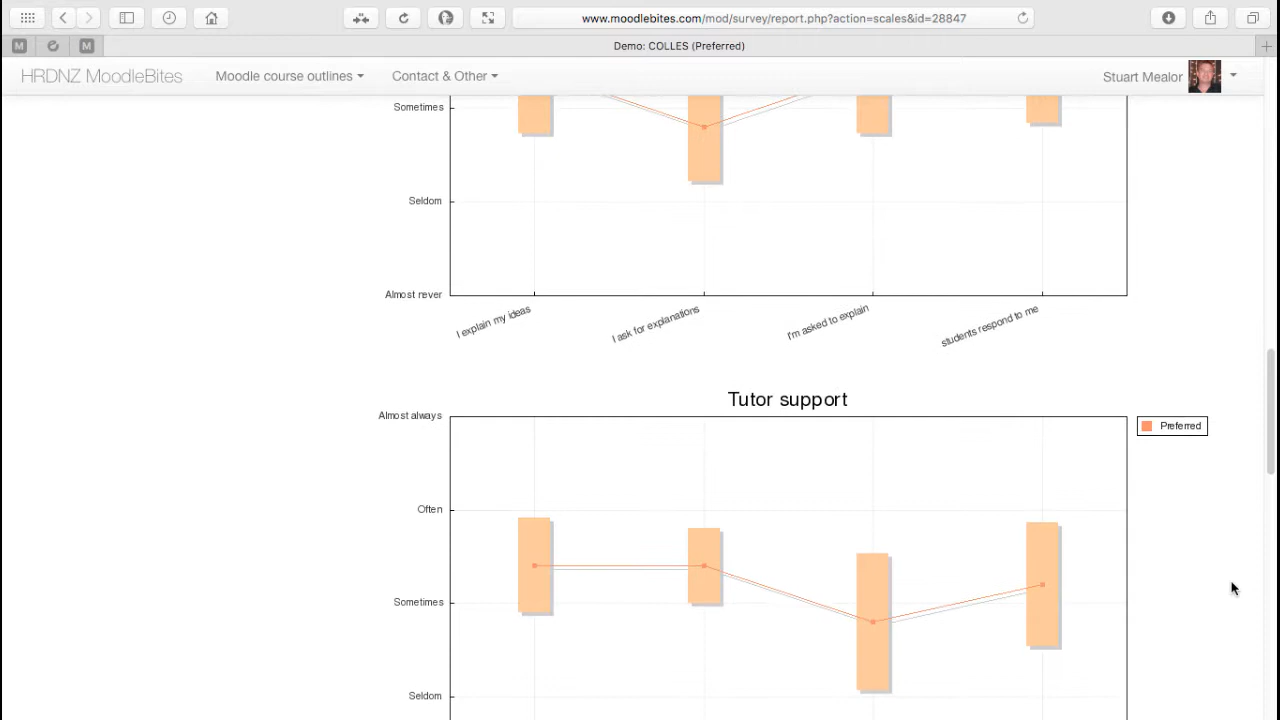 www.moodlebites.com/mod/survey/report.php?action=scales&id=28847
M M Demo: COLLES (Preferred)
HRDNZ MoodleBites Moodle course outlines Contact & Other Stuart Mealor
Sometimes
Seldom
Almost never
I explain my ideas I ask for explanations I'm asked to explain students respond to me
Tutor support
Almost always
Preferred
Often
Sometimes
Seldom